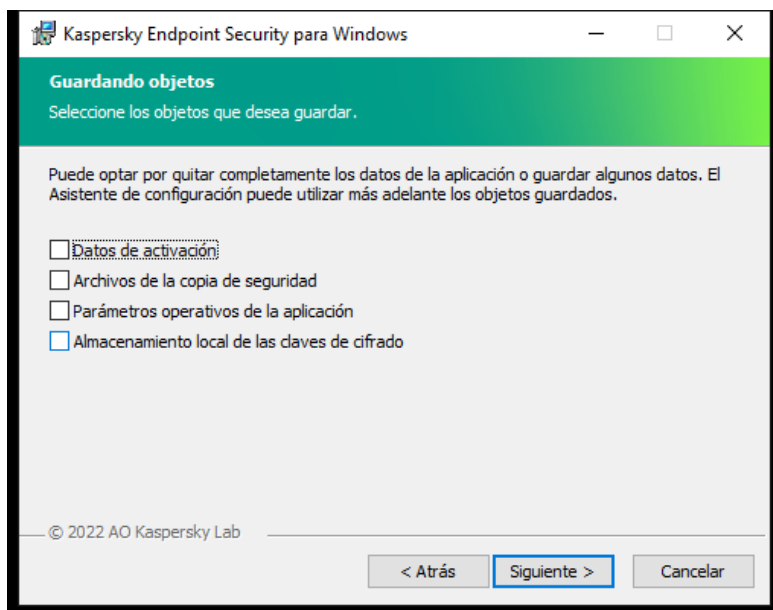 Kaspersky Endpoint Security para Windows
Guardando objetos
Seleccione los objetos que desea guardar.
Puede optar por quitar completamente los datos de la aplicación o guardar algunos datos. El
Asistente de configuración puede utilizar más adelante los objetos guardados.
Datos de activación
Archivos de la copia de seguridad
Parámetros operativos de la aplicación
Almacenamiento local de las claves de cifrado
© 2022 AO Kaspersky Lab
< Atrás
Siguiente >
Cancelar